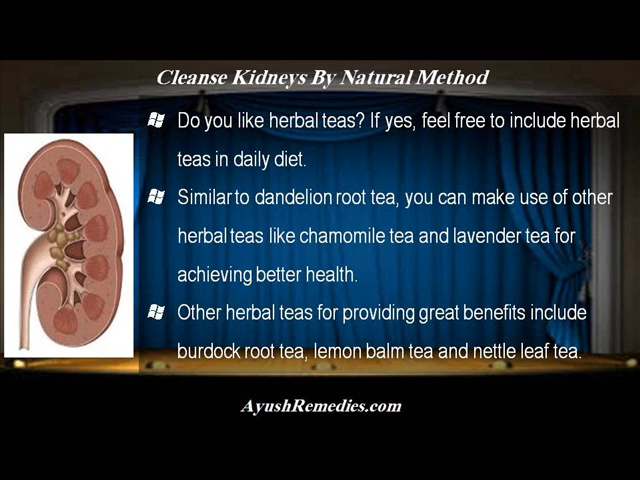 Cleanse Kidneys By Natural Method
Do you like herbal teas? If yes, feel free to include herbal
teas in daily diet.
Similar to dandelion root tea, you can make use of other
herbal teas like chamomile tea and lavender tea for
achieving better health.
Other herbal teas for providing great benefits include
burdock root tea, lemon balm tea and nettle leaf tea.
AyushRemedies.com